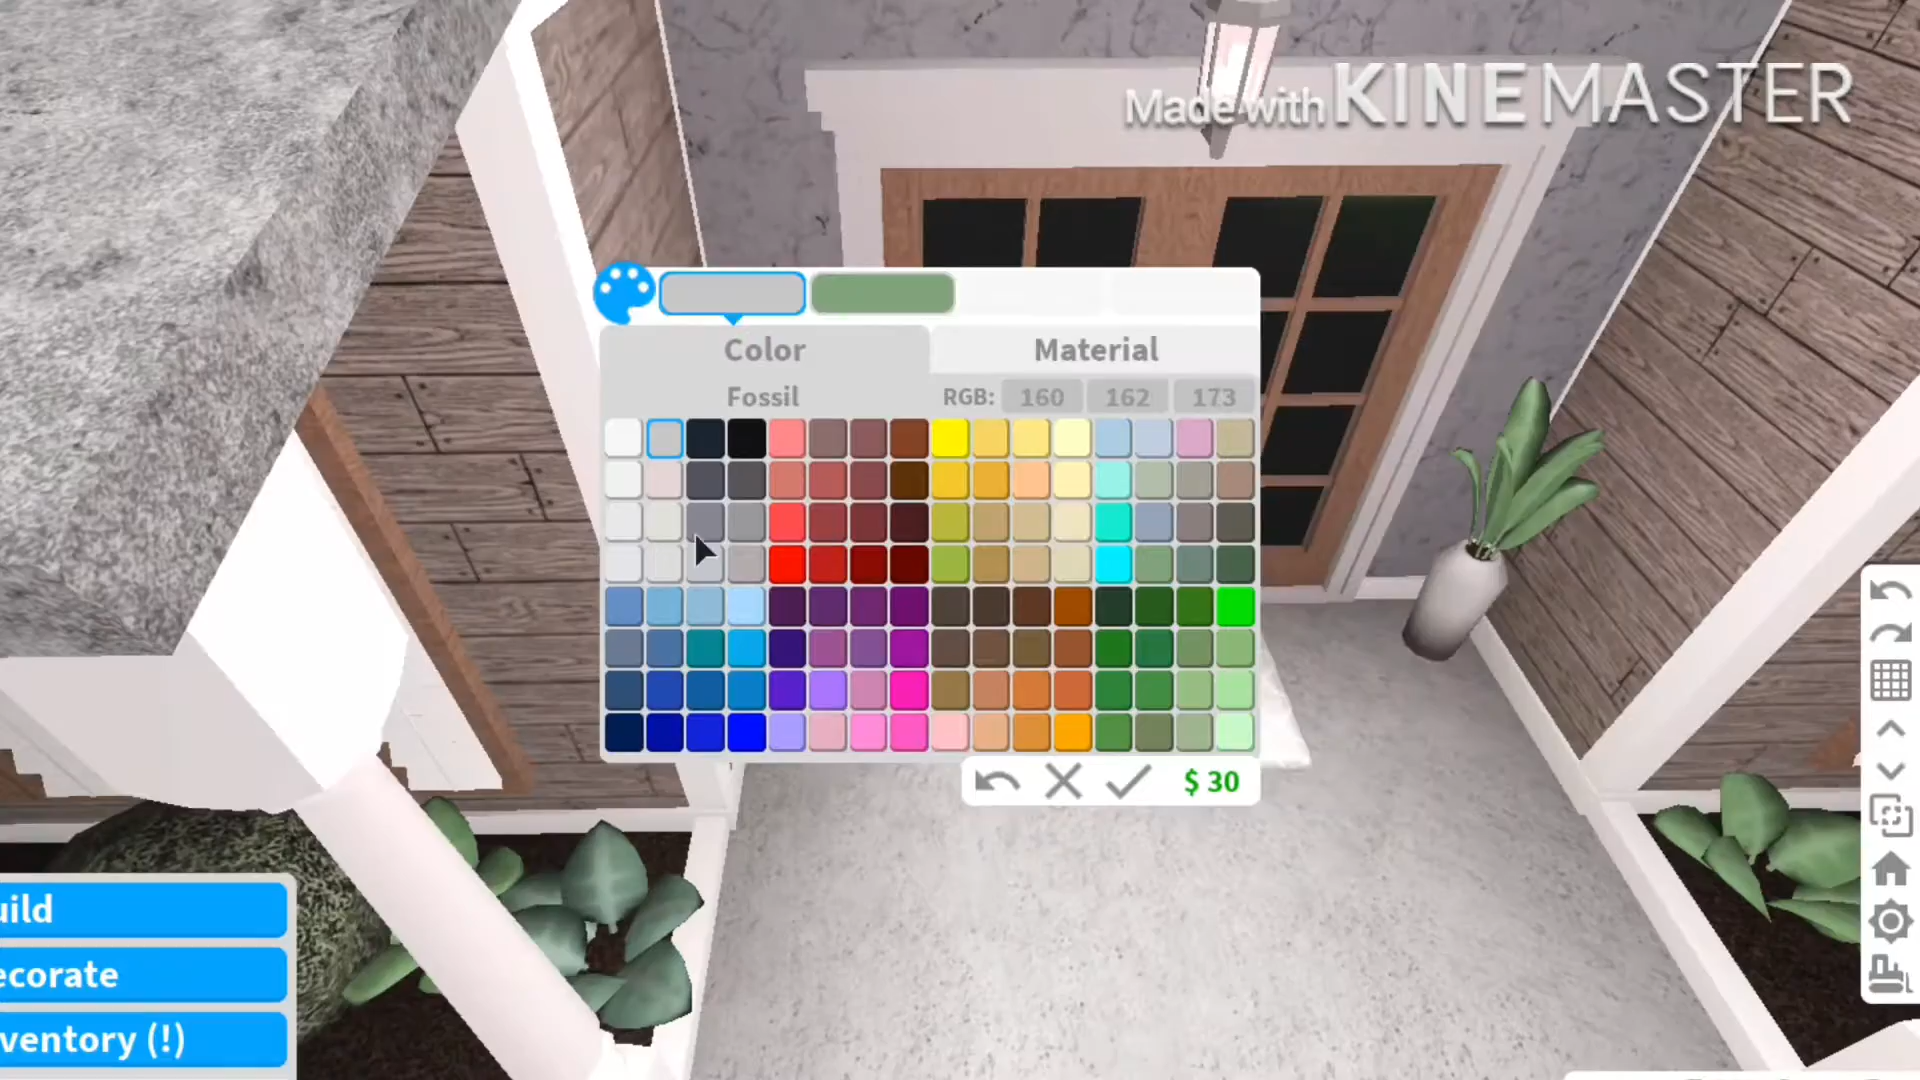 Made with KINEMASTER
Color
Material
Fossil
RGB: 160 162 173
$ 30
uild
ecorate
ventory (!)